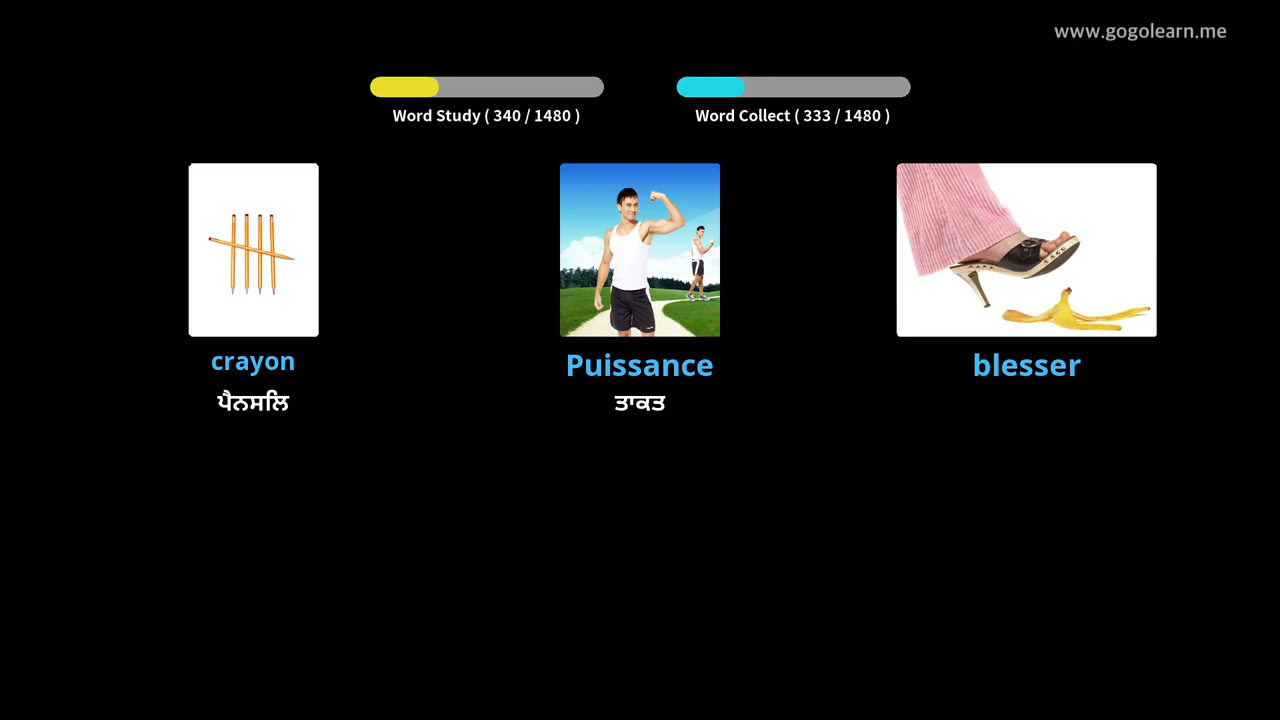 www.gogolearn.me
Word Study ( 340 / 1480 )
Word Collect ( 333 / 1480 )
crayon
Puissance
blesser
ਪੈਨਸਲਿ
ਤਾਕਤ